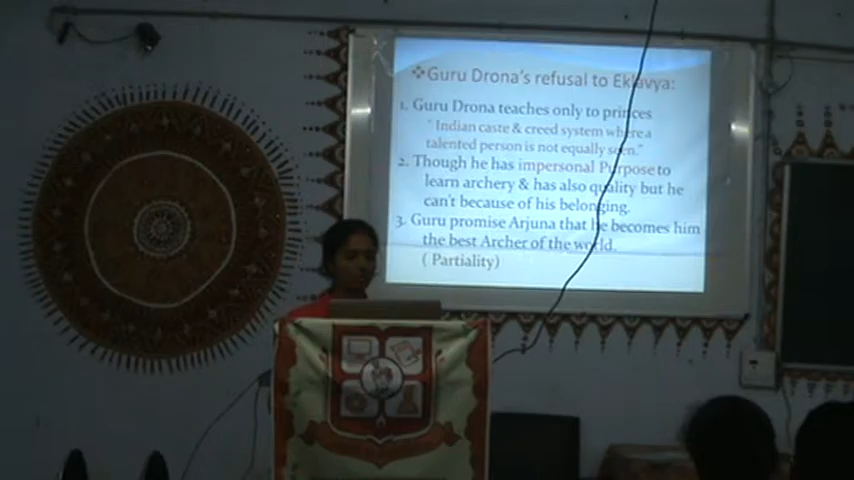 ❖Guru Drona's refusal to Eklavya:
1. Guru Drona teaches only to princes
" Indian caste & creed system where a
talented person is not equally seen."
2. Though he has impersonal Purpose to
learn archery & has also quality but he
can't because of his belonging.
3. Guru promise Arjuna that he becomes him
the best Archer of the world.
( Partiality)